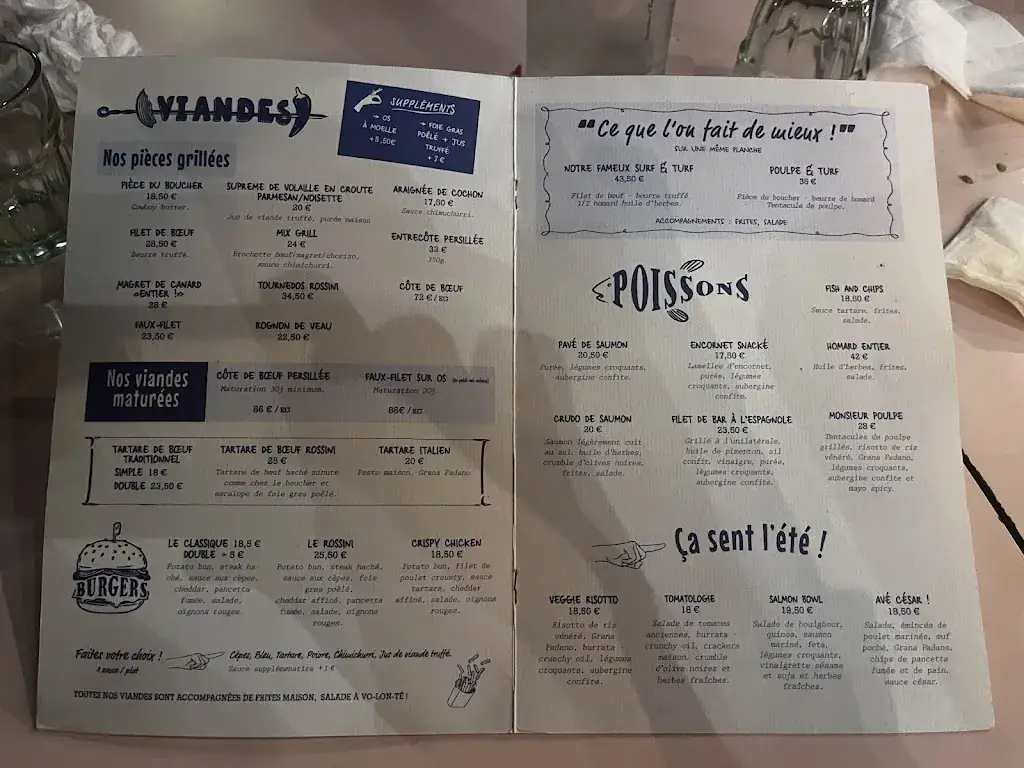 VIANDES
SUPPLÉMENTS
→ OS
À MOELLE
+5,50€
→ FOIE GRAS
POÊLÉ + JUS
TRUFFÉ
+ 7 €
Nos pièces grillées
PIÈCE DU BOUCHER
18,50 €
Cowboy butter.
SUPREME DE VOLAILLE EN CROUTE
PARMESAN/NOISETTE
20 €
Jus de viande truffé, purée maison
ARAIGNÉE DE COCHON
17,50 €
Sauce chimichurri.
FILET DE BŒUF
28,50 €
Beurre truffé.
MIX GRILL
24 €
Brochette bœuf/magret/chorizo,
sauce chimichurri.
ENTRECÔTE PERSILLÉE
33 €
350g.
MAGRET DE CANARD
«ENTIER !»
28 €
TOURNEDOS ROSSINI
34,50 €
CÔTE DE BŒUF
72 €/KG
FAUX-FILET
23,50 €
ROGNON DE VEAU
22,50 €
Nos viandes
maturées
CÔTE DE BŒUF PERSILLÉE
Maturation 30j minimum.
86 €/KG
FAUX-FILET SUR OS
Maturation 20j
86€/KG
TARTARE DE BŒUF
TRADITIONNEL
SIMPLE 18 €
DOUBLE 23,50 €
TARTARE DE BŒUF ROSSINI
25 €
Tartare de bœuf haché minute
comme chez le boucher et
escalope de foie gras poêlé.
TARTARE ITALIEN
20 €
Pesto maison, Grana Padano
BURGERS
LE CLASSIQUE 18,5 €
DOUBLE + 5 €
Potato bun, steak ha-
ché, sauce aux cèpes,
cheddar, pancetta
fumée, salade,
oignons rouges.
LE ROSSINI
25,50 €
Potato bun, steak haché,
sauce aux cèpes, foie
gras poêlé,
cheddar affiné, pancetta
fumée, salade, oignons
rouges.
CRISPY CHICKEN
18,50 €
Potato bun, filet de
poulet crousty, sauce
tartare, cheddar
affiné, salade, oignons
rouges.
Faites votre choix !
1 sauce / plat
Cèpes, Bleu, Tartare, Poivre, Chimichurri, Jus de viande truffé.
Sauce supplémentaire +1 €
TOUTES NOS VIANDES SONT ACCOMPAGNÉES DE FRITES MAISON, SALADE À VO-LON-TÉ !
"Ce que l'on fait de mieux !"
SUR UNE MÊME PLANCHE
NOTRE FAMEUX SURF & TURF
43,50 €
Filet de bœuf - beurre truffé
1/2 homard huile d'herbes.
POULPE & TURF
36 €
Pièce du boucher - beurre de homard
Tentacule de poulpe.
ACCOMPAGNEMENTS : FRITES, SALADE
POISSONS
FISH AND CHIPS
18,50 €
Sauce tartare, frites,
salade.
PAVÉ DE SAUMON
20,50 €
Purée, légumes croquants,
aubergine confite.
ENCORNET SNACKÉ
17,50 €
Lamelles d'encornet,
purée, légumes
croquants, aubergine
confite.
HOMARD ENTIER
42 €
Huile d'herbes, frites,
salade.
CRUDO DE SAUMON
20 €
Saumon légèrement cuit
au sel, huile d'herbes,
crumble d'olives noires,
frites, salade.
FILET DE BAR À L'ESPAGNOLE
23,50 €
Grillé à l'unilatérale,
huile de pimenton, ail
confit, vinaigre, purée,
légumes croquants,
aubergine confite.
MONSIEUR POULPE
28 €
Tentacules de poulpe
grillés, risotto de riz
vénéré, Grana Padano,
légumes croquants,
aubergine confite et
mayo spicy.
Ça sent l'été !
VEGGIE RISOTTO
18,50 €
Risotto de riz
vénéré, Grana
Padano, burrata -
crunchy oil, légumes
croquants, aubergine
confite.
TOMATOLOGIE
18 €
Salade de tomates
anciennes, burrata -
crunchy oil, crackers
maison, crumble
d'olive noires et
herbes fraîches.
SALMON BOWL
19,50 €
Salade de boulghour,
quinoa, saumon
mariné, feta,
légumes croquants,
vinaigrette sésame
et soja et herbes
fraîches.
AVÉ CÉSAR !
18,50 €
Salade, émincés de
poulet marinés, œuf
poché, Grana Padano,
chips de pancetta
fumée et de pain,
sauce césar.